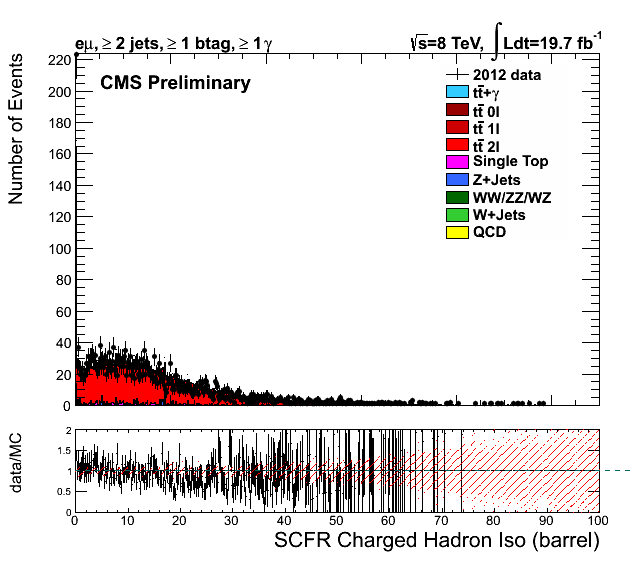 eμ, ≥ 2 jets, ≥ 1 btag, ≥ 1 γ
√s=8 TeV, ∫Ldt=19.7 fb⁻¹
CMS Preliminary
Number of Events
220
200
180
160
140
120
100
80
60
40
20
0
2012 data
tt̄+γ
tt̄ 0l
tt̄ 1l
tt̄ 2l
Single Top
Z+Jets
WW/ZZ/WZ
W+Jets
QCD
data/MC
2
1.5
1
0.5
0
0 10 20 30 40 50 60 70 80 90 100
SCFR Charged Hadron Iso (barrel)